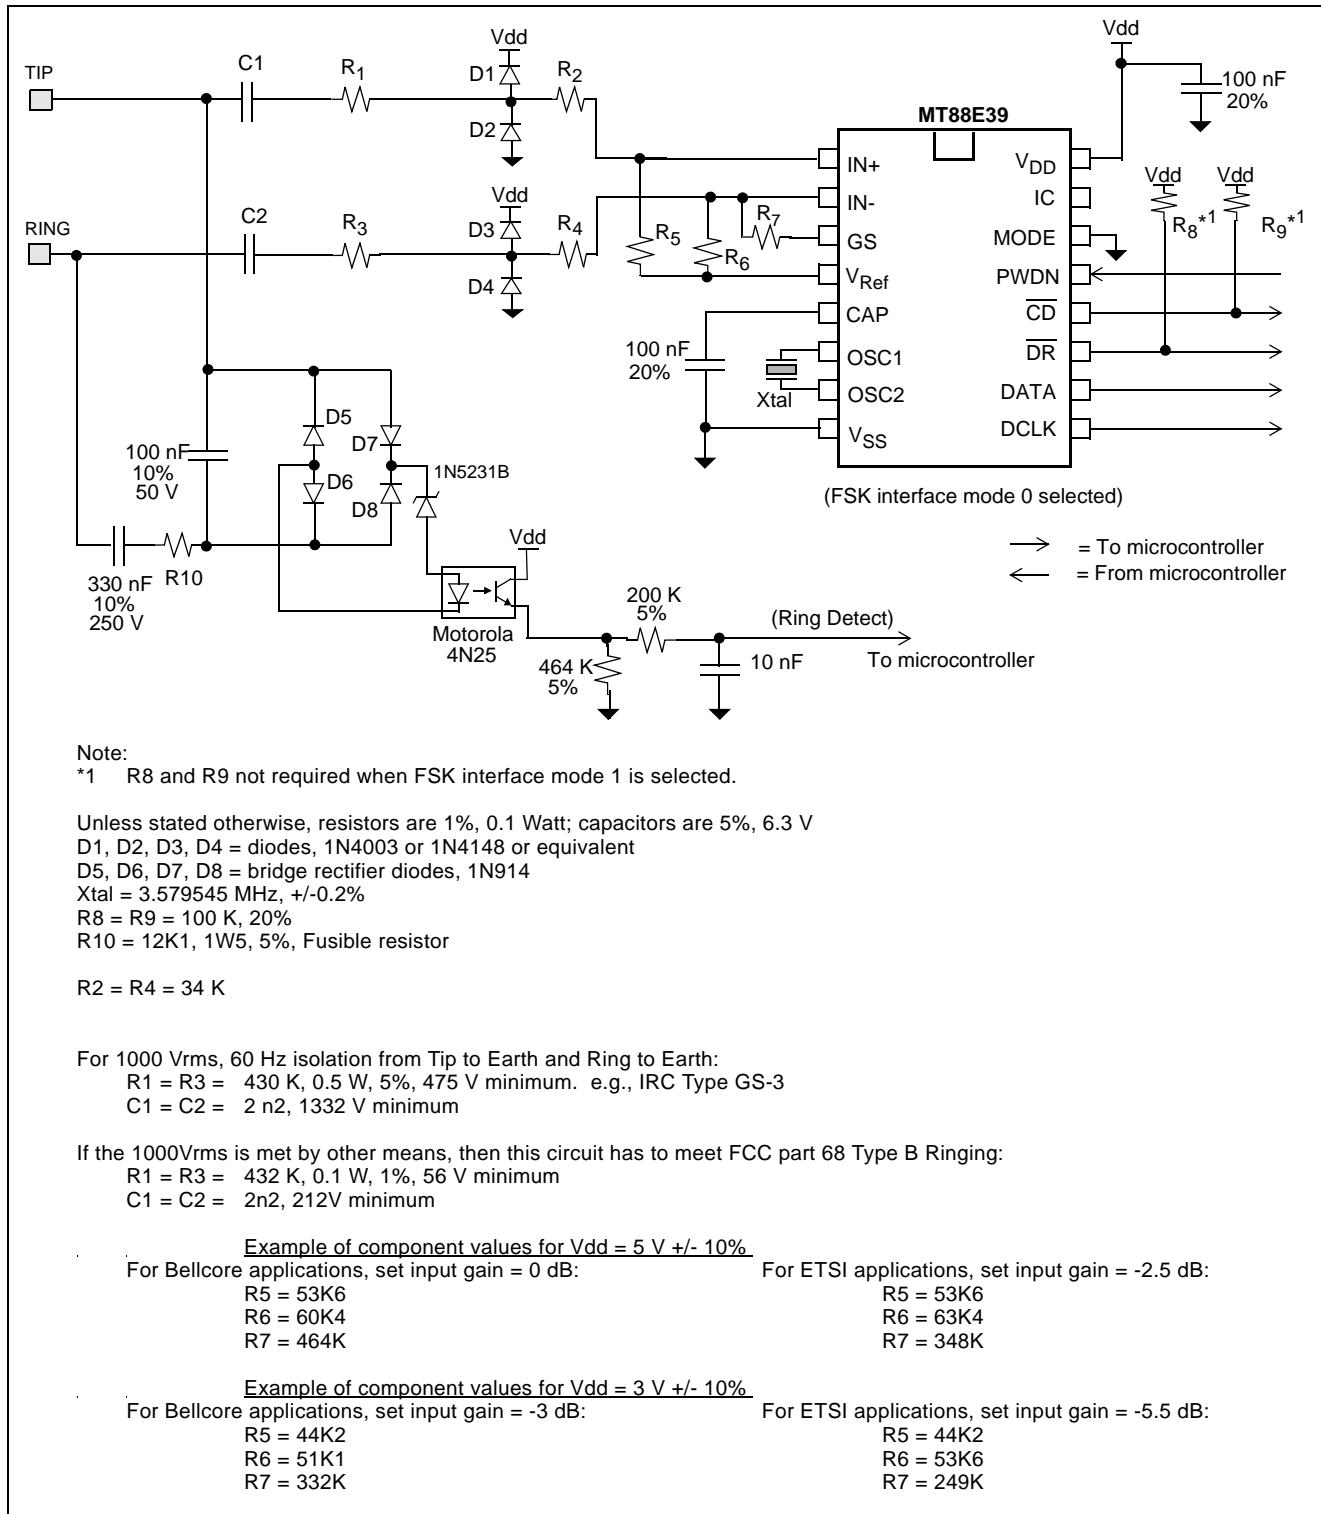 TIP
C1
R1
Vdd
D1
D2
R2
RING
C2
R3
Vdd
D3
D4
R4
R5
R6
R7
MT88E39
IN+
IN-
GS
VRef
CAP
OSC1
OSC2
VSS
VDD
IC
MODE
PWDN
CD
DR
DATA
DCLK
Vdd
100 nF
20%
Vdd
Vdd
R8*1
R9*1
100 nF
20%
Xtal
(FSK interface mode 0 selected)
= To microcontroller
= From microcontroller
D5
D7
D6
D8
100 nF
10%
50 V
1N5231B
330 nF
10%
250 V
R10
Vdd
Motorola
4N25
200 K
5%
464 K
5%
10 nF
(Ring Detect)
To microcontroller
Note:
*1 R8 and R9 not required when FSK interface mode 1 is selected.
Unless stated otherwise, resistors are 1%, 0.1 Watt; capacitors are 5%, 6.3 V
D1, D2, D3, D4 = diodes, 1N4003 or 1N4148 or equivalent
D5, D6, D7, D8 = bridge rectifier diodes, 1N914
Xtal = 3.579545 MHz, +/-0.2%
R8 = R9 = 100 K, 20%
R10 = 12K1, 1W5, 5%, Fusible resistor
R2 = R4 = 34 K
For 1000 Vrms, 60 Hz isolation from Tip to Earth and Ring to Earth:
R1 = R3 = 430 K, 0.5 W, 5%, 475 V minimum. e.g., IRC Type GS-3
C1 = C2 = 2 n2, 1332 V minimum
If the 1000Vrms is met by other means, then this circuit has to meet FCC part 68 Type B Ringing:
R1 = R3 = 432 K, 0.1 W, 1%, 56 V minimum
C1 = C2 = 2n2, 212V minimum
Example of component values for Vdd = 5 V +/- 10%
For Bellcore applications, set input gain = 0 dB:
R5 = 53K6
R6 = 60K4
R7 = 464K
For ETSI applications, set input gain = -2.5 dB:
R5 = 53K6
R6 = 63K4
R7 = 348K
Example of component values for Vdd = 3 V +/- 10%
For Bellcore applications, set input gain = -3 dB:
R5 = 44K2
R6 = 51K1
R7 = 332K
For ETSI applications, set input gain = -5.5 dB:
R5 = 44K2
R6 = 53K6
R7 = 249K